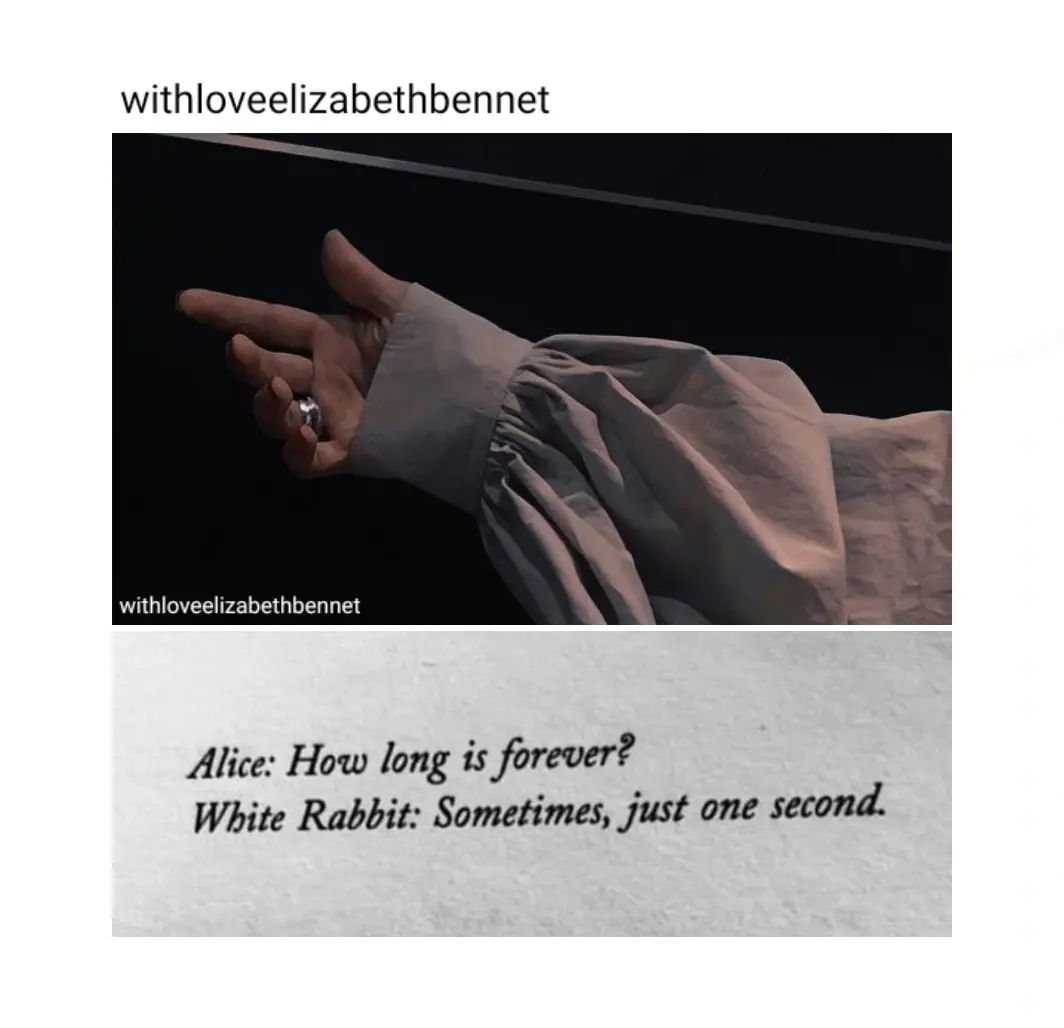 withloveelizabethbennet
withloveelizabethbennet
Alice: How long is forever?
White Rabbit: Sometimes, just one second.